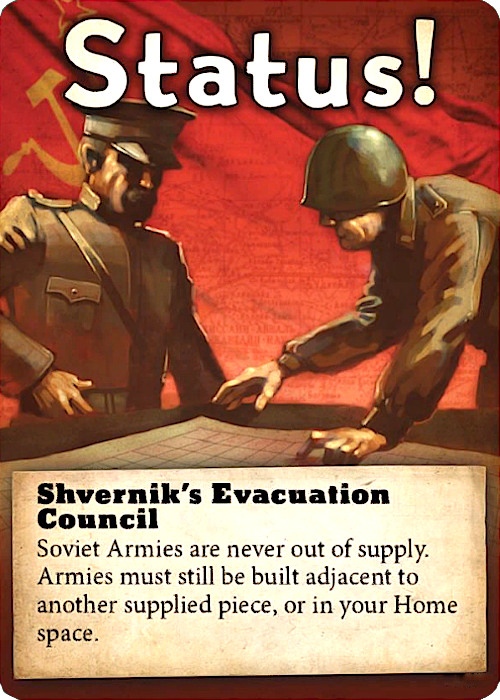 Status!
Shvernik's Evacuation
Council
Soviet Armies are never out of supply.
Armies must still be built adjacent to
another supplied piece, or in your Home
space.